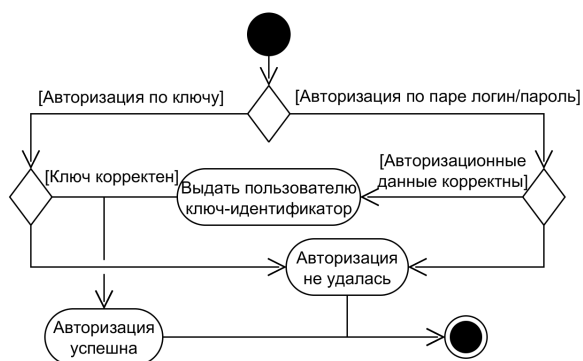 [Авторизация по ключу]
[Авторизация по паре логин/пароль]
[Ключ корректен]
Выдать пользователю
ключ-идентификатор
[Авторизационные
данные корректны]
Авторизация
не удалась
Авторизация
успешна